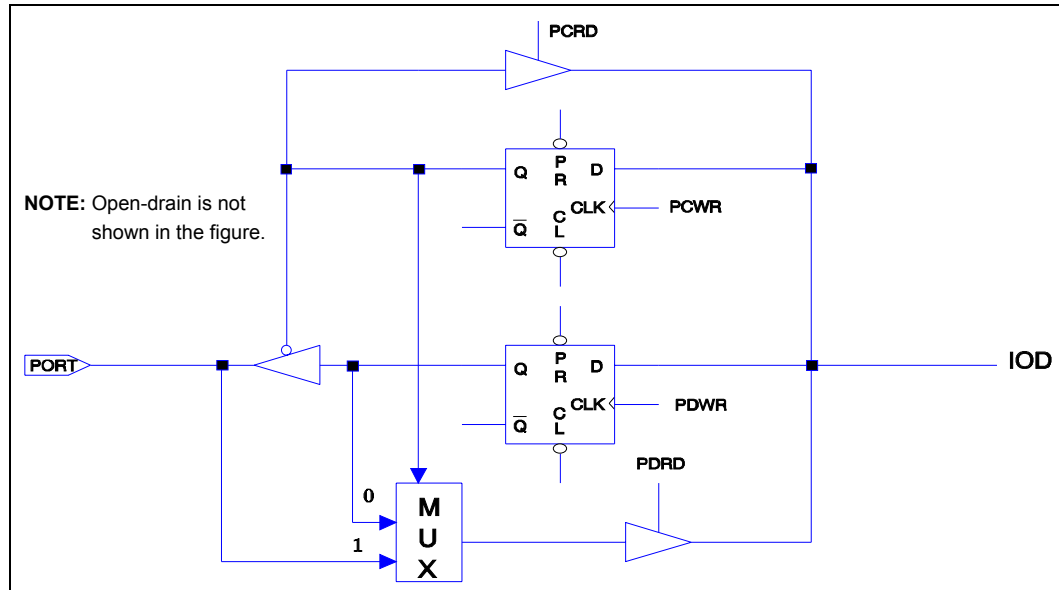 PCRD
Q
P
R
D
CLK
PCWR
Q
C
L
NOTE: Open-drain is not
shown in the figure.
PORT
Q
P
R
D
IOD
CLK
PDWR
Q
C
L
PDRD
0
1
M
U
X